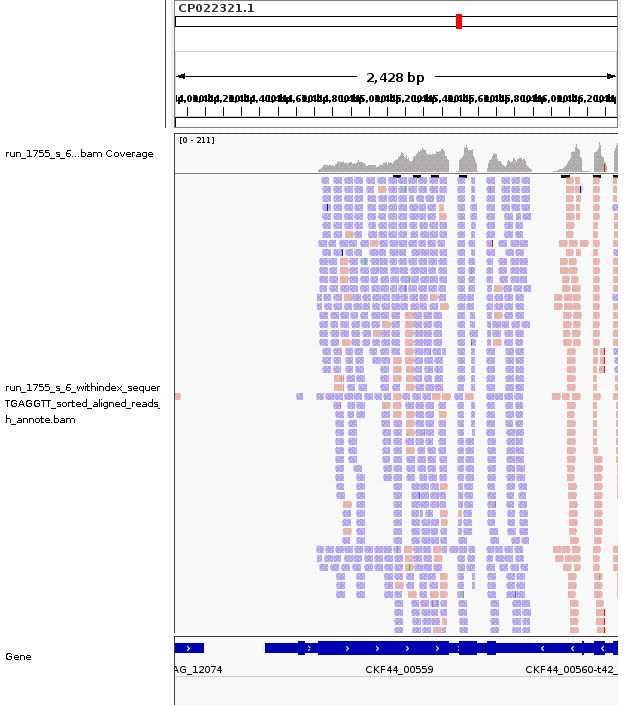 CP022321.1
2,428 bp
[0 - 211]
run_1755_s_6...bam Coverage
run_1755_s_6_withindex_sequer
TGAGGTT_sorted_aligned_reads_
h_annote.bam
Gene
AG_12074 CKF44_00559 CKF44_00560-t42_